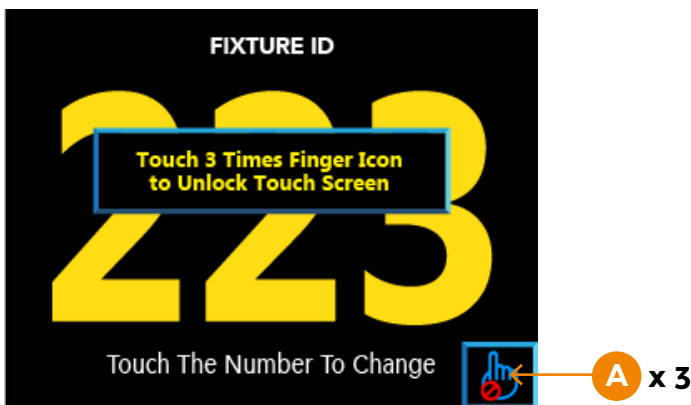 FIXTURE ID
223
Touch 3 Times Finger Icon
to Unlock Touch Screen
Touch The Number To Change
A x 3